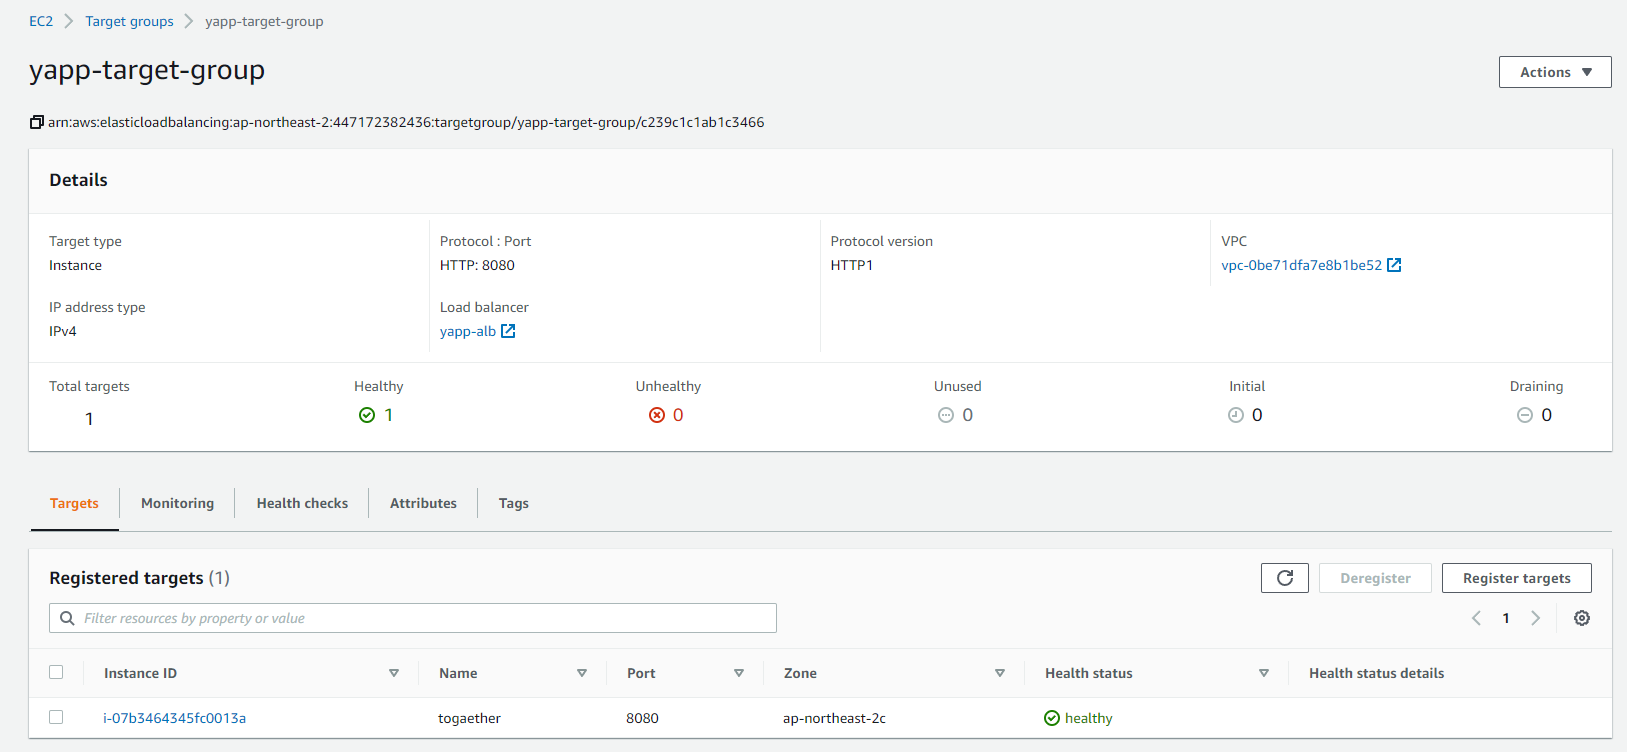 EC2 Target groups yapp-target-group
yapp-target-group
Actions
arn:aws:elasticloadbalancing:ap-northeast-2:447172382436:targetgroup/yapp-target-group/c239c1c1ab1c3466
Details
Target type Protocol : Port Protocol version VPC
Instance HTTP: 8080 HTTP1 vpc-0be71dfa7e8b1be52
IP address type Load balancer
IPv4 yapp-alb
Total targets Healthy Unhealthy Unused Initial Draining
1 1 0 0 0 0
Targets Monitoring Health checks Attributes Tags
Registered targets (1) Deregister Register targets
Filter resources by property or value 1
Instance ID Name Port Zone Health status Health status details
i-07b3464345fc0013a togaether 8080 ap-northeast-2c healthy